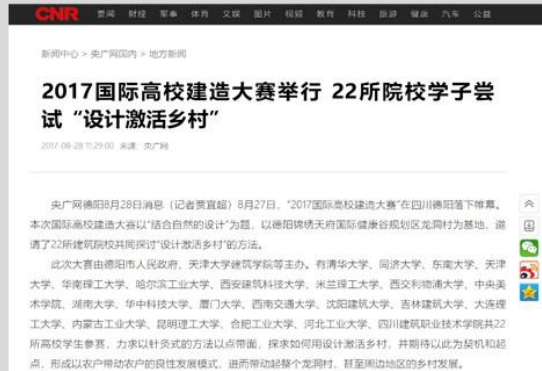 CNR 要闻 财经 军事 体育 文娱 图片 视频 教育 科技 旅游 健康 汽车 公益
新闻中心 > 央广网国内 > 地方新闻
2017国际高校建造大赛举行 22所院校学子尝
试“设计激活乡村”
2017-08-28 11:29:00 来源：央广网
央广网德阳8月28日消息（记者贾宜超）8月27日，“2017国际高校建造大赛”在四川德阳落下帷幕。
本次国际高校建造大赛以“结合自然的设计”为题，以德阳锦绣天府国际健康谷规划区龙洞村为基地，邀
请了22所建筑院校共同探讨“设计激活乡村”的方法。
此次大赛由德阳市人民政府、天津大学建筑学院等主办。有清华大学、同济大学、东南大学、天津
大学、华南理工大学、哈尔滨工业大学、西安建筑科技大学、米兰理工大学、西交利物浦大学、中央美
术学院、湖南大学、华中科技大学、厦门大学、西南交通大学、沈阳建筑大学、吉林建筑大学、大连理
工大学、内蒙古工业大学、昆明理工大学、合肥工业大学、河北工业大学、四川建筑职业技术学院共22
所高校学生参赛，力求以针灸式的方法以点带面，探求如何用设计激活乡村，并期待以此为契机和起
点，形成以农户带动农户的良性发展模式，进而带动起整个龙洞村，甚至周边地区的乡村发展。